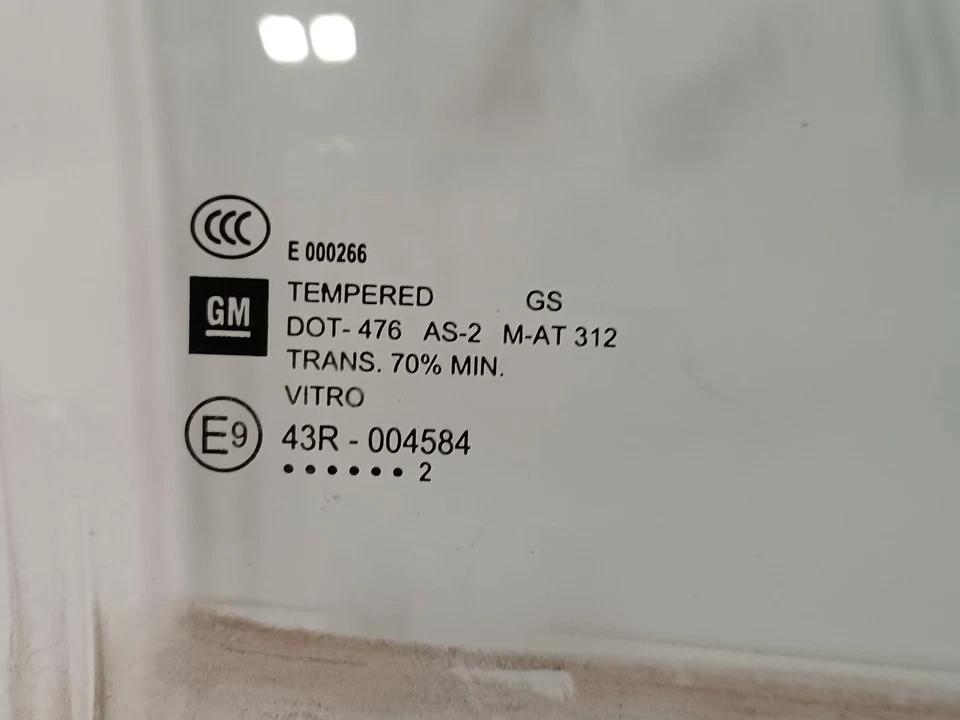 CCC
E 000266
GM
TEMPERED GS
DOT- 476 AS-2 M-AT 312
TRANS. 70% MIN.
VITRO
E9 43R - 004584
• • • • • • 2